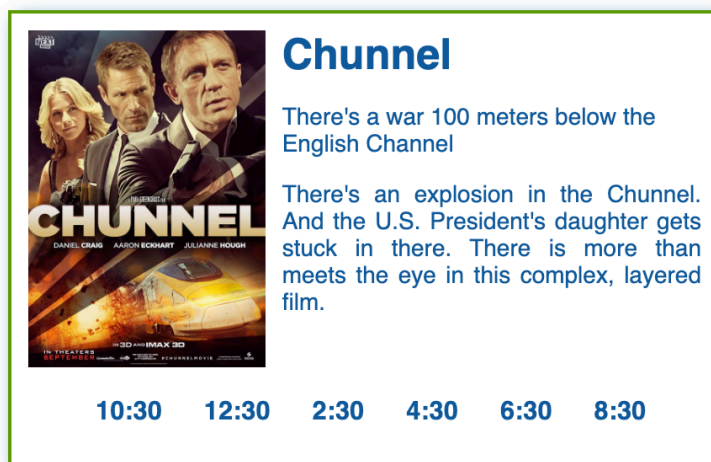 NEXT
Chunnel
There's a war 100 meters below the
English Channel
There's an explosion in the Chunnel.
And the U.S. President's daughter gets
stuck in there. There is more than
meets the eye in this complex, layered
film.
CHUNNEL
DANIEL CRAIG AARON ECKHART JULIANNE HOUGH
IN 3D AND IMAX 3D
IN THEATERS
SEPTEMBER
#CHUNNELMOVIE
10:30 12:30 2:30 4:30 6:30 8:30